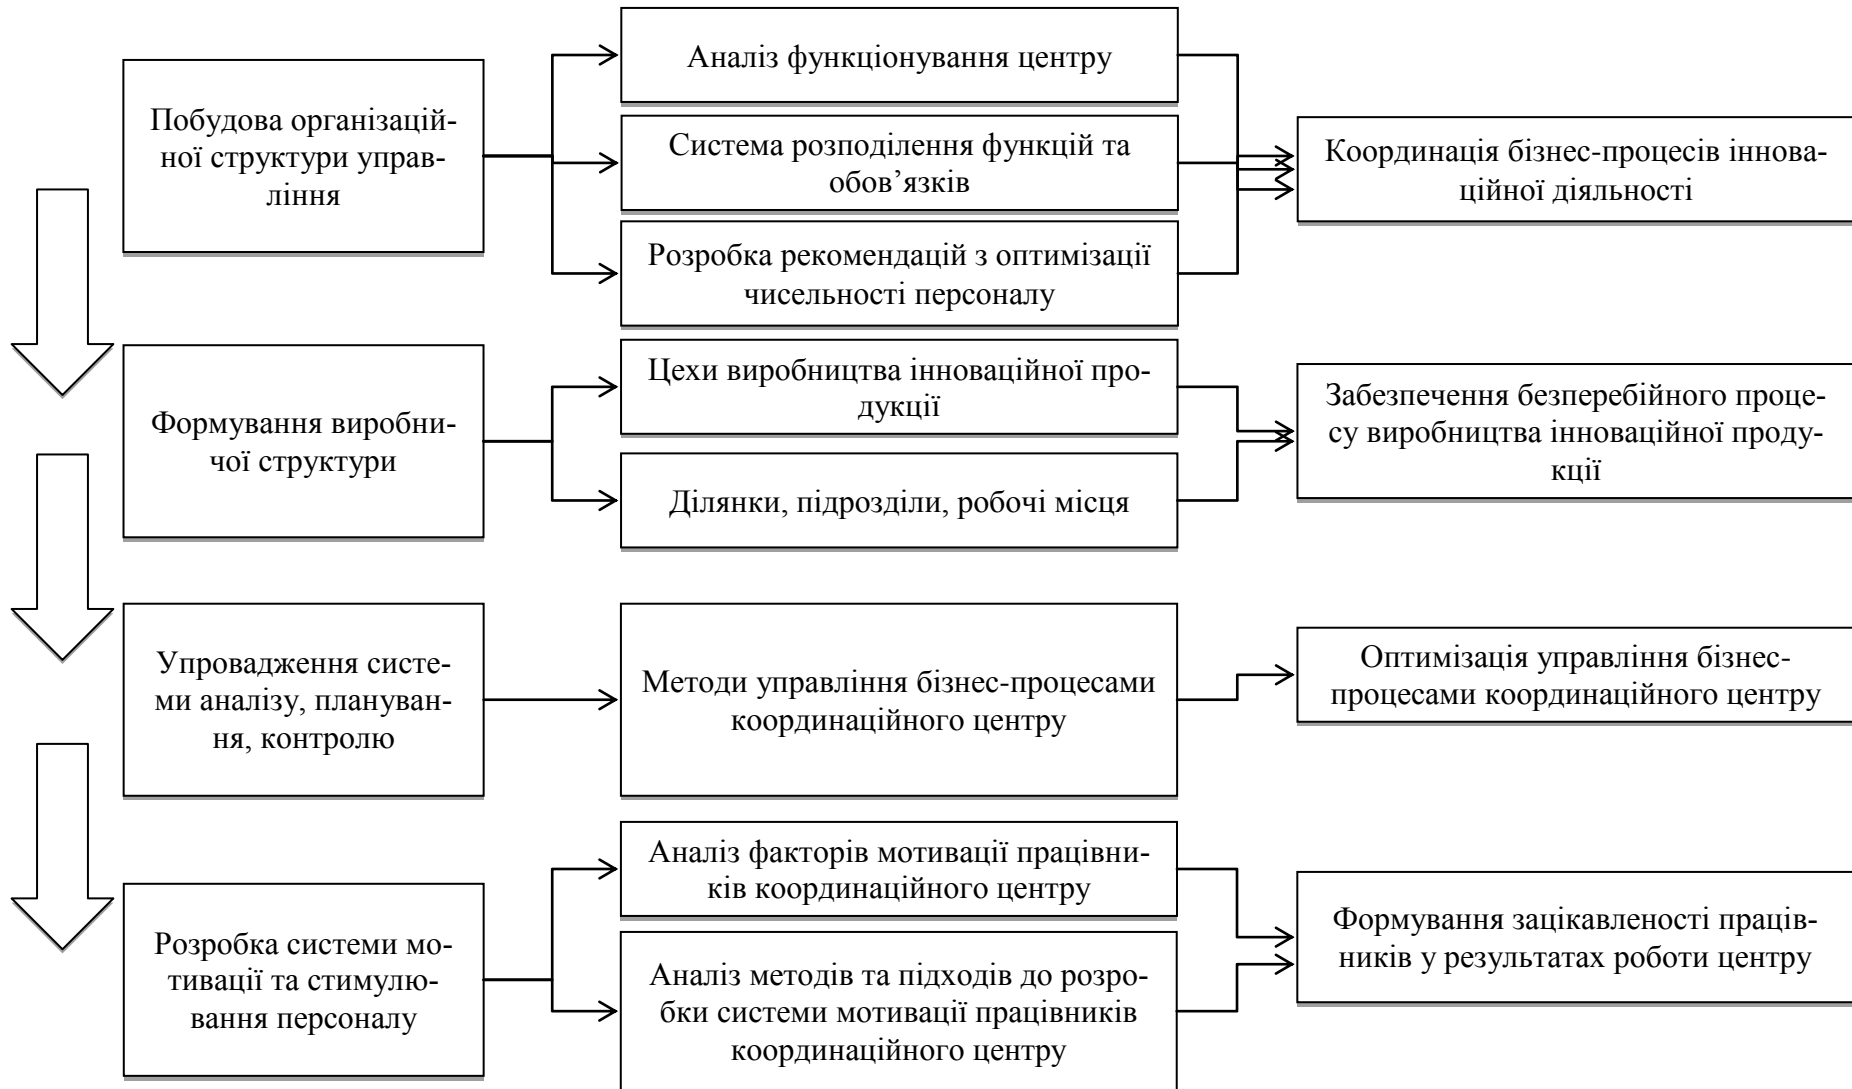 Побудова організацій-
ної структури управ-
ління
Аналіз функціонування центру
Система розподілення функцій та
обов’язків
Розробка рекомендацій з оптимізації
чисельності персоналу
Координація бізнес-процесів іннова-
ційної діяльності
Формування виробни-
чої структури
Цехи виробництва інноваційної про-
дукції
Ділянки, підрозділи, робочі місця
Забезпечення безперебійного проце-
су виробництва інноваційної проду-
кції
Упровадження систе-
ми аналізу, плануван-
ня, контролю
Методи управління бізнес-процесами
координаційного центру
Оптимізація управління бізнес-
процесами координаційного центру
Розробка системи мо-
тивації та стимулю-
вання персоналу
Аналіз факторів мотивації працівни-
ків координаційного центру
Аналіз методів та підходів до розро-
бки системи мотивації працівників
координаційного центру
Формування зацікавленості праців-
ників у результатах роботи центру